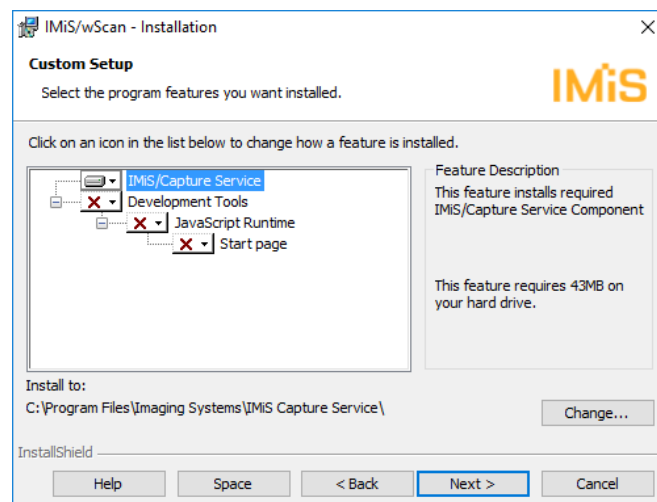 IMiS/wScan - Installation
Custom Setup
Select the program features you want installed.
IMiS
Click on an icon in the list below to change how a feature is installed.
IMiS/Capture Service
Development Tools
JavaScript Runtime
Start page
Feature Description
This feature installs required
IMiS/Capture Service Component
This feature requires 43MB on
your hard drive.
Install to:
C:\Program Files\Imaging Systems\IMiS Capture Service\
Change...
InstallShield
Help
Space
< Back
Next >
Cancel